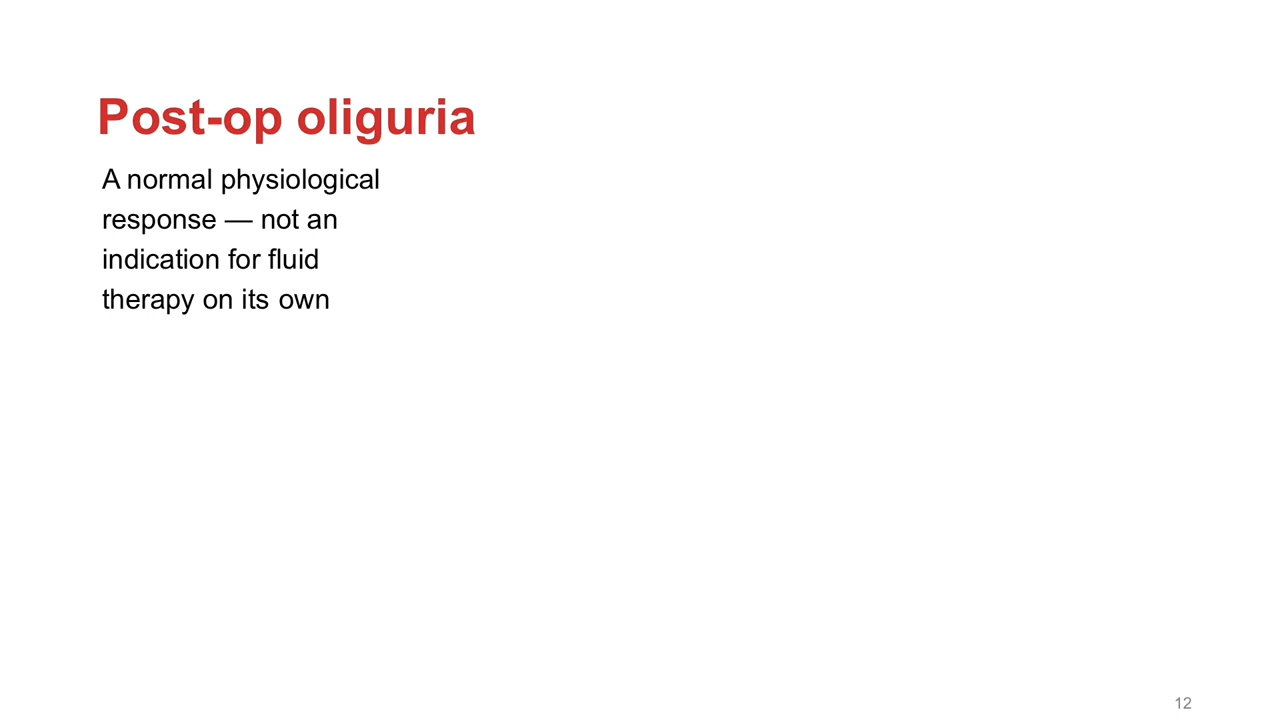 Post-op oliguria
A normal physiological
response — not an
indication for fluid
therapy on its own
12